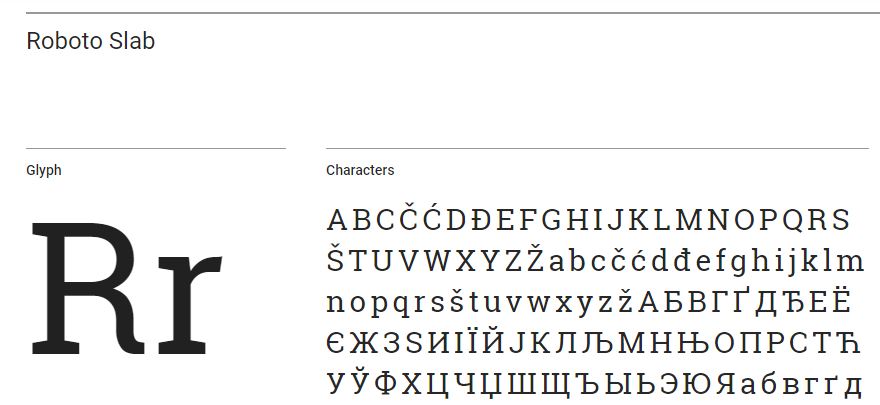 Roboto Slab
Glyph
Characters
Rr
ABCČĆDĐEFGHIJKLMNOPQRS
ŠTUVWXYZŽabcčćdđefghijklm
nopqrsštuvwxyzžАБВГҐДЂЕЁ
ЄЖЗЅИІЇЙЈКЛЉМНЊОПРСТЋ
УЎФХЦЧЏШЩЪЫЬЭЮЯабвгґд